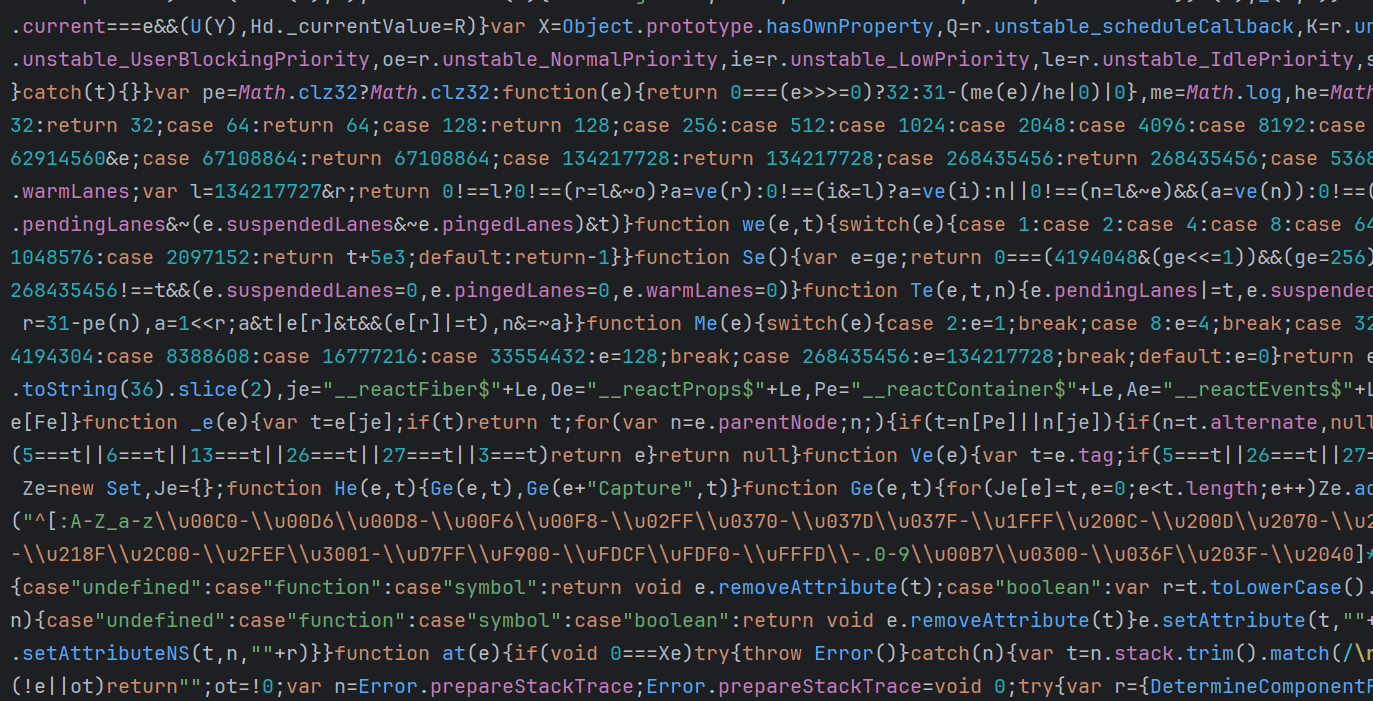 .current===e&&(U(Y),Hd._currentValue=R)}var X=Object.prototype.hasOwnProperty,Q=r.unstable_scheduleCallback,K=r.un
.unstable_UserBlockingPriority,oe=r.unstable_NormalPriority,ie=r.unstable_LowPriority,le=r.unstable_IdlePriority,s
}catch(t){}}var pe=Math.clz32?Math.clz32:function(e){return 0===(e>>>=0)?32:31-(me(e)/he|0)|0},me=Math.log,he=Math
32:return 32;case 64:return 64;case 128:return 128;case 256:case 512:case 1024:case 2048:case 4096:case 8192:case
62914560&e;case 67108864:return 67108864;case 134217728:return 134217728;case 268435456:return 268435456;case 5368
.warmLanes;var l=134217727&r;return 0!==l?0!==(r=l&~o)?a=ve(r):0!==(i&=l)?a=ve(i):n||0!==(n=l&~e)&&(a=ve(n)):0!==(
.pendingLanes&~(e.suspendedLanes&~e.pingedLanes)&t)}function we(e,t){switch(e){case 1:case 2:case 4:case 8:case 64
1048576:case 2097152:return t+5e3;default:return-1}}function Se(){var e=ge;return 0===(4194048&(ge<<=1))&&(ge=256)
268435456!==t&&(e.suspendedLanes=0,e.pingedLanes=0,e.warmLanes=0)}function Te(e,t,n){e.pendingLanes|=t,e.suspended
r=31-pe(n),a=1<<r;a&t|e[r]&t&&(e[r]|=t),n&=~a}}function Me(e){switch(e){case 2:e=1;break;case 8:e=4;break;case 32
4194304:case 8388608:case 16777216:case 33554432:e=128;break;case 268435456:e=134217728;break;default:e=0}return e
.toString(36).slice(2),je="__reactFiber$"+Le,Oe="__reactProps$"+Le,Pe="__reactContainer$"+Le,Ae="__reactEvents$"+L
e[Fe]}function _e(e){var t=e[je];if(t)return t;for(var n=e.parentNode;n;){if(t=n[Pe]||n[je]){if(n=t.alternate,null
(5===t||6===t||13===t||26===t||27===t||3===t)return e}return null}function Ve(e){var t=e.tag;if(5===t||26===t||27=
Ze=new Set,Je={};function He(e,t){Ge(e,t),Ge(e+"Capture",t)}function Ge(e,t){for(Je[e]=t,e=0;e<t.length;e++)Ze.ad
("^[:A-Z_a-z\\u00C0-\\u00D6\\u00D8-\\u00F6\\u00F8-\\u02FF\\u0370-\\u037D\\u037F-\\u1FFF\\u200C-\\u200D\\u2070-\\u2
-\\u218F\\u2C00-\\u2FEF\\u3001-\\uD7FF\\uF900-\\uFDCF\\uFDF0-\\uFFFD\\-.0-9\\u00B7\\u0300-\\u036F\\u203F-\\u2040]*
{case"undefined":case"function":case"symbol":return void e.removeAttribute(t);case"boolean":var r=t.toLowerCase().
n){case"undefined":case"function":case"symbol":case"boolean":return void e.removeAttribute(t)}e.setAttribute(t,""+
.setAttributeNS(t,n,""+r)}}function at(e){if(void 0===Xe)try{throw Error()}catch(n){var t=n.stack.trim().match(/\n
(!e||ot)return"";ot=!0;var n=Error.prepareStackTrace;Error.prepareStackTrace=void 0;try{var r={DetermineComponentF